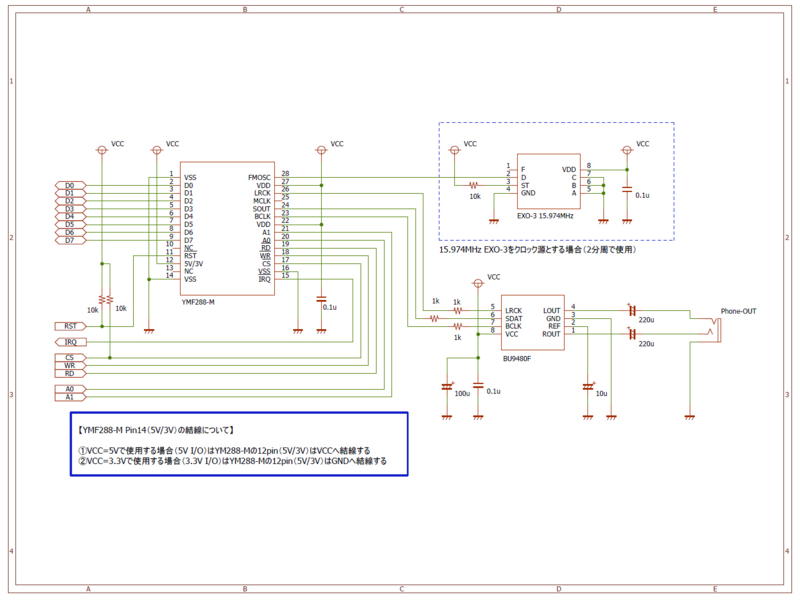 A B C D E
1 1
VCC VCC VCC VCC VCC
1 VSS FMOSC 28
2 D0 VDD 27
3 D1 LRCK 26
4 D2 MCLK 25
5 D3 SOUT 24
6 D4 BCLK 23
7 D5 VDD 22
8 D6 A1 21
9 D7 A0 20
10 NC RD 19
11 RST WR 18
12 5V/3V CS 17
13 NC VSS 16
14 VSS IRQ 15
YMF288-M
D0
D1
D2
D3
D4
D5
D6
D7
1 F VDD 8
2 D C 7
3 ST B 6
4 GND A 5
10k
0.1u
EXO-3 15.974MHz
2 2
15.974MHz EXO-3をクロック源とする場合(2分周で使用)
VCC
10k 10k
0.1u
1k 1k
1k
5 LRCK LOUT 4
6 SDAT GND 3
7 BCLK REF 2
8 VCC ROUT 1
BU9480F
220u
220u
Phone-OUT
RST
IRQ
CS
WR
RD
A0
A1
100u 0.1u 10u
3 3
【YMF288-M Pin14(5V/3V)の結線について】
①VCC=5Vで使用する場合(5V I/O)はYM288-Mの12pin(5V/3V)はVCCへ結線する
②VCC=3.3Vで使用する場合(3.3V I/O)はYM288-Mの12pin(5V/3V)はGNDへ結線する
4 4
A B C D E